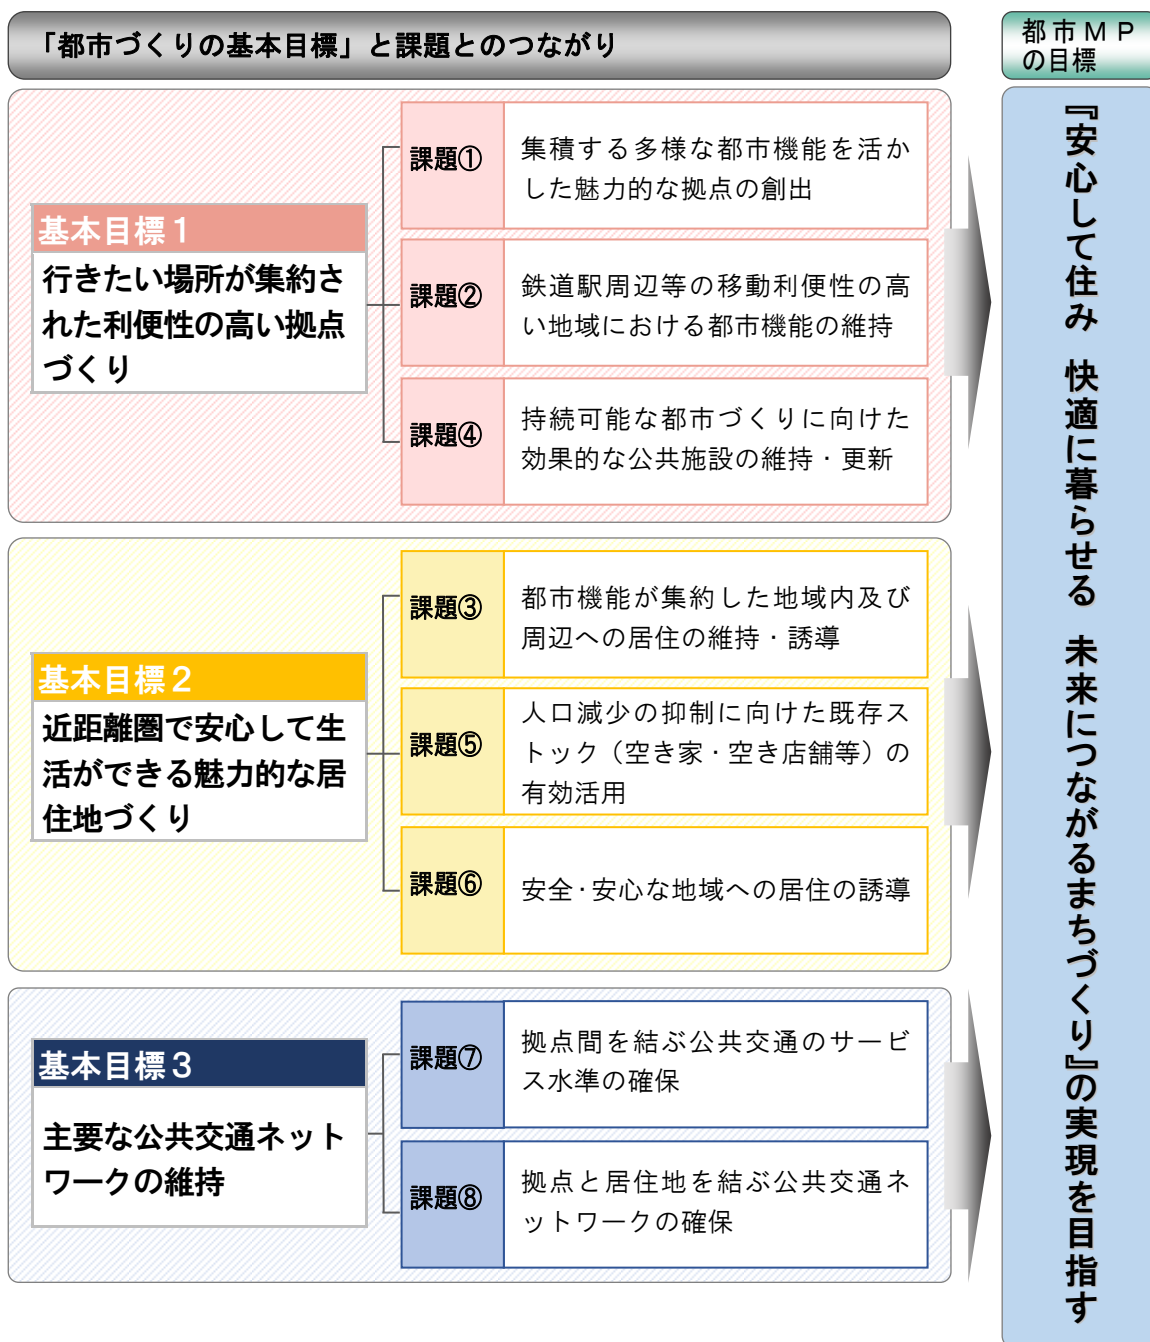 「都市づくりの基本目標」と課題とのつながり
都市ＭＰ
の目標
基本目標１
行きたい場所が集約さ
れた利便性の高い拠点
づくり
課題①
集積する多様な都市機能を活か
した魅力的な拠点の創出
課題②
鉄道駅周辺等の移動利便性の高
い地域における都市機能の維持
課題④
持続可能な都市づくりに向けた
効果的な公共施設の維持・更新
基本目標２
近距離圏で安心して生
活ができる魅力的な居
住地づくり
課題③
都市機能が集約した地域内及び
周辺への居住の維持・誘導
課題⑤
人口減少の抑制に向けた既存ス
トック（空き家・空き店舗等）の
有効活用
課題⑥
安全・安心な地域への居住の誘導
基本目標３
主要な公共交通ネット
ワークの維持
課題⑦
拠点間を結ぶ公共交通のサービ
ス水準の確保
課題⑧
拠点と居住地を結ぶ公共交通ネ
ットワークの確保
『安心して住み　快適に暮らせる　未来につながるまちづくり』の実現を目指す